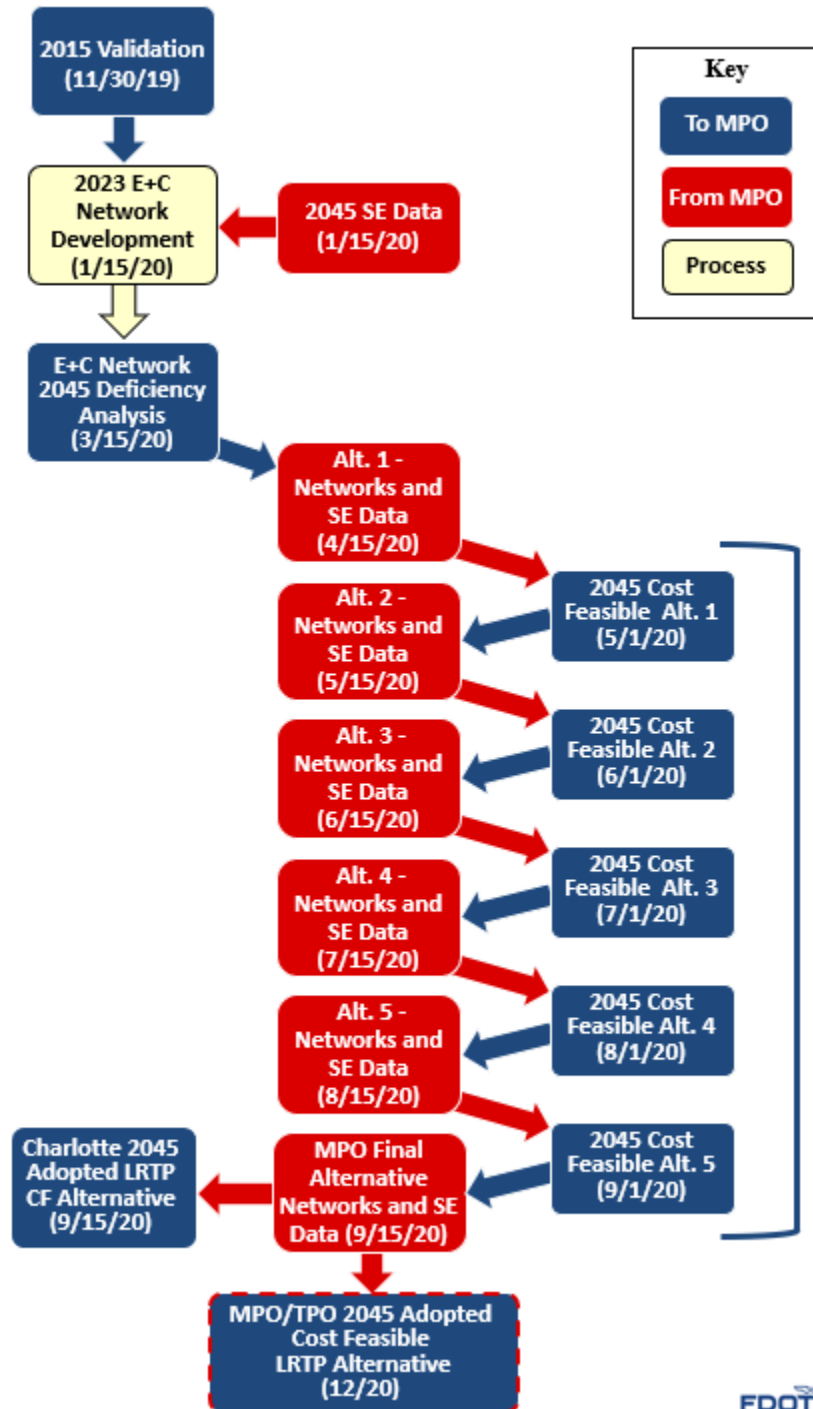 2015 Validation
(11/30/19)
Key
To MPO
From MPO
Process
2023 E+C
Network
Development
(1/15/20)
2045 SE Data
(1/15/20)
E+C Network
2045 Deficiency
Analysis
(3/15/20)
Alt. 1 -
Networks and
SE Data
(4/15/20)
2045 Cost
Feasible Alt. 1
(5/1/20)
Alt. 2 -
Networks and
SE Data
(5/15/20)
2045 Cost
Feasible Alt. 2
(6/1/20)
Alt. 3 -
Networks and
SE Data
(6/15/20)
2045 Cost
Feasible Alt. 3
(7/1/20)
Alt. 4 -
Networks and
SE Data
(7/15/20)
2045 Cost
Feasible Alt. 4
(8/1/20)
Alt. 5 -
Networks and
SE Data
(8/15/20)
2045 Cost
Feasible Alt. 5
(9/1/20)
MPO Final
Alternative
Networks and SE
Data (9/15/20)
Charlotte 2045
Adopted LRTP
CF Alternative
(9/15/20)
MPO/TPO 2045 Adopted
Cost Feasible
LRTP Alternative
(12/20)
FDOT